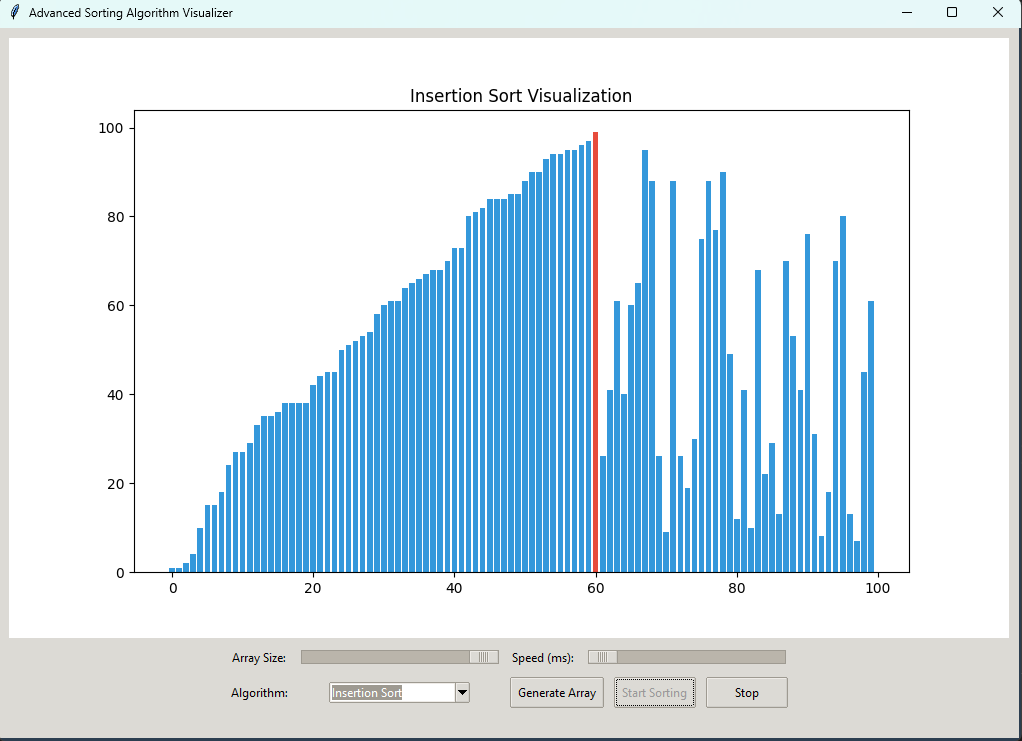 Advanced Sorting Algorithm Visualizer
Insertion Sort Visualization
100
80
60
40
20
0
0 20 40 60 80 100
Array Size: Speed (ms):
Algorithm: Insertion Sort Generate Array Start Sorting Stop